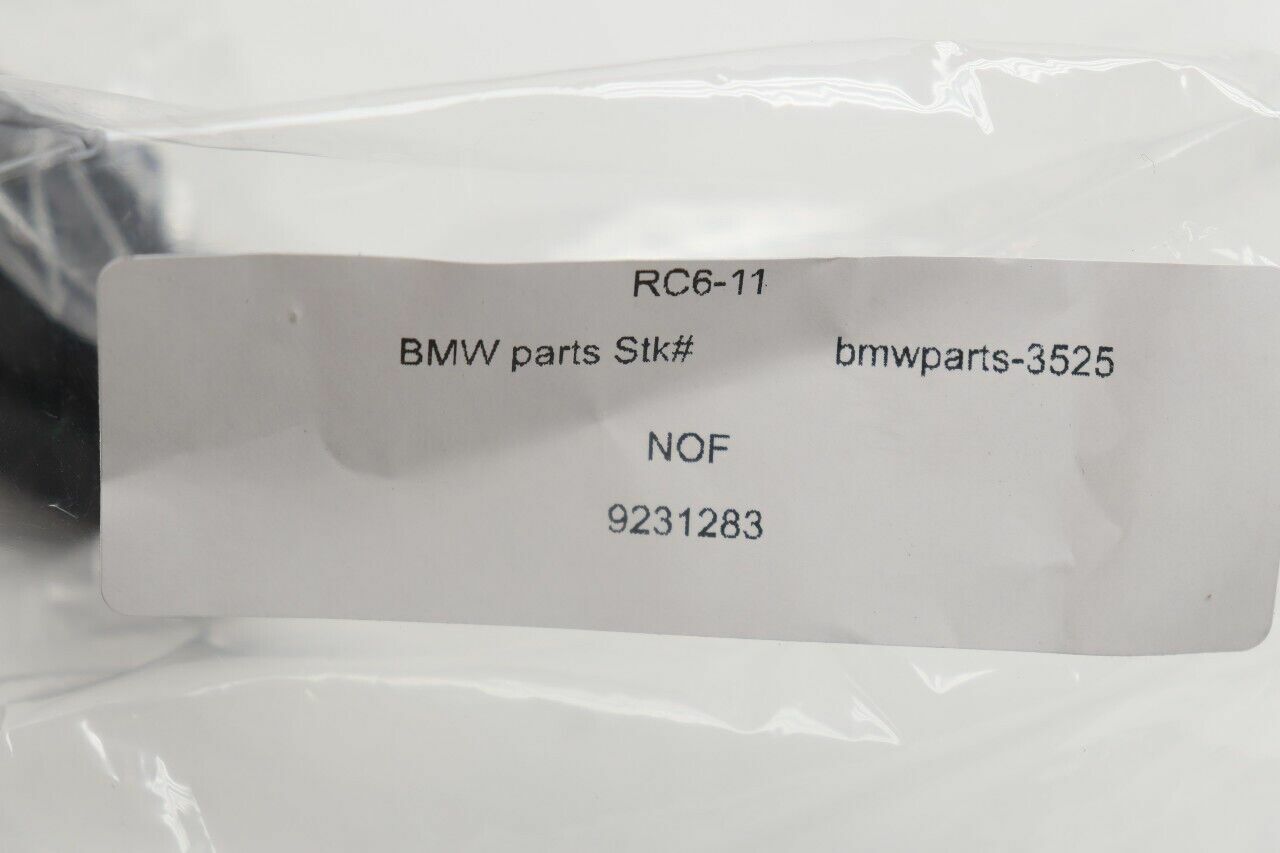 RC6-11
BMW parts Stk# bmwparts-3525
NOF
9231283